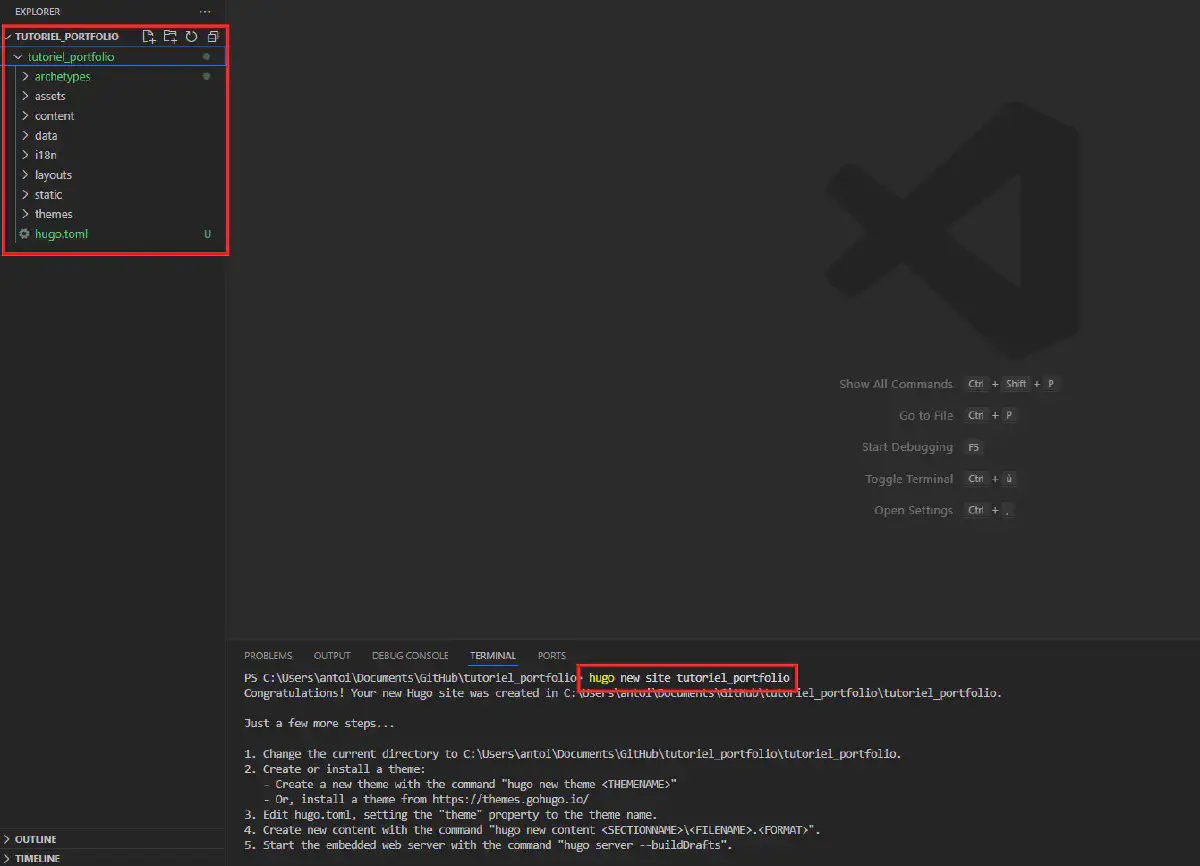 EXPLORER
TUTORIEL_PORTFOLIO
tutoriel_portfolio
archetypes
assets
content
data
i18n
layouts
static
themes
hugo.toml U
OUTLINE
TIMELINE
Show All Commands Ctrl + Shift + P
Go to File Ctrl + P
Start Debugging F5
Toggle Terminal Ctrl + ù
Open Settings Ctrl + ,
PROBLEMS OUTPUT DEBUG CONSOLE TERMINAL PORTS
PS C:\Users\antoi\Documents\GitHub\tutoriel_portfolio> hugo new site tutoriel_portfolio
Congratulations! Your new Hugo site was created in C:\Users\antoi\Documents\GitHub\tutoriel_portfolio\tutoriel_portfolio.
Just a few more steps...
1. Change the current directory to C:\Users\antoi\Documents\GitHub\tutoriel_portfolio\tutoriel_portfolio.
2. Create or install a theme:
- Create a new theme with the command "hugo new theme <THEMENAME>"
- Or, install a theme from https://themes.gohugo.io/
3. Edit hugo.toml, setting the "theme" property to the theme name.
4. Create new content with the command "hugo new content <SECTIONNAME>\<FILENAME>.<FORMAT>".
5. Start the embedded web server with the command "hugo server --buildDrafts".